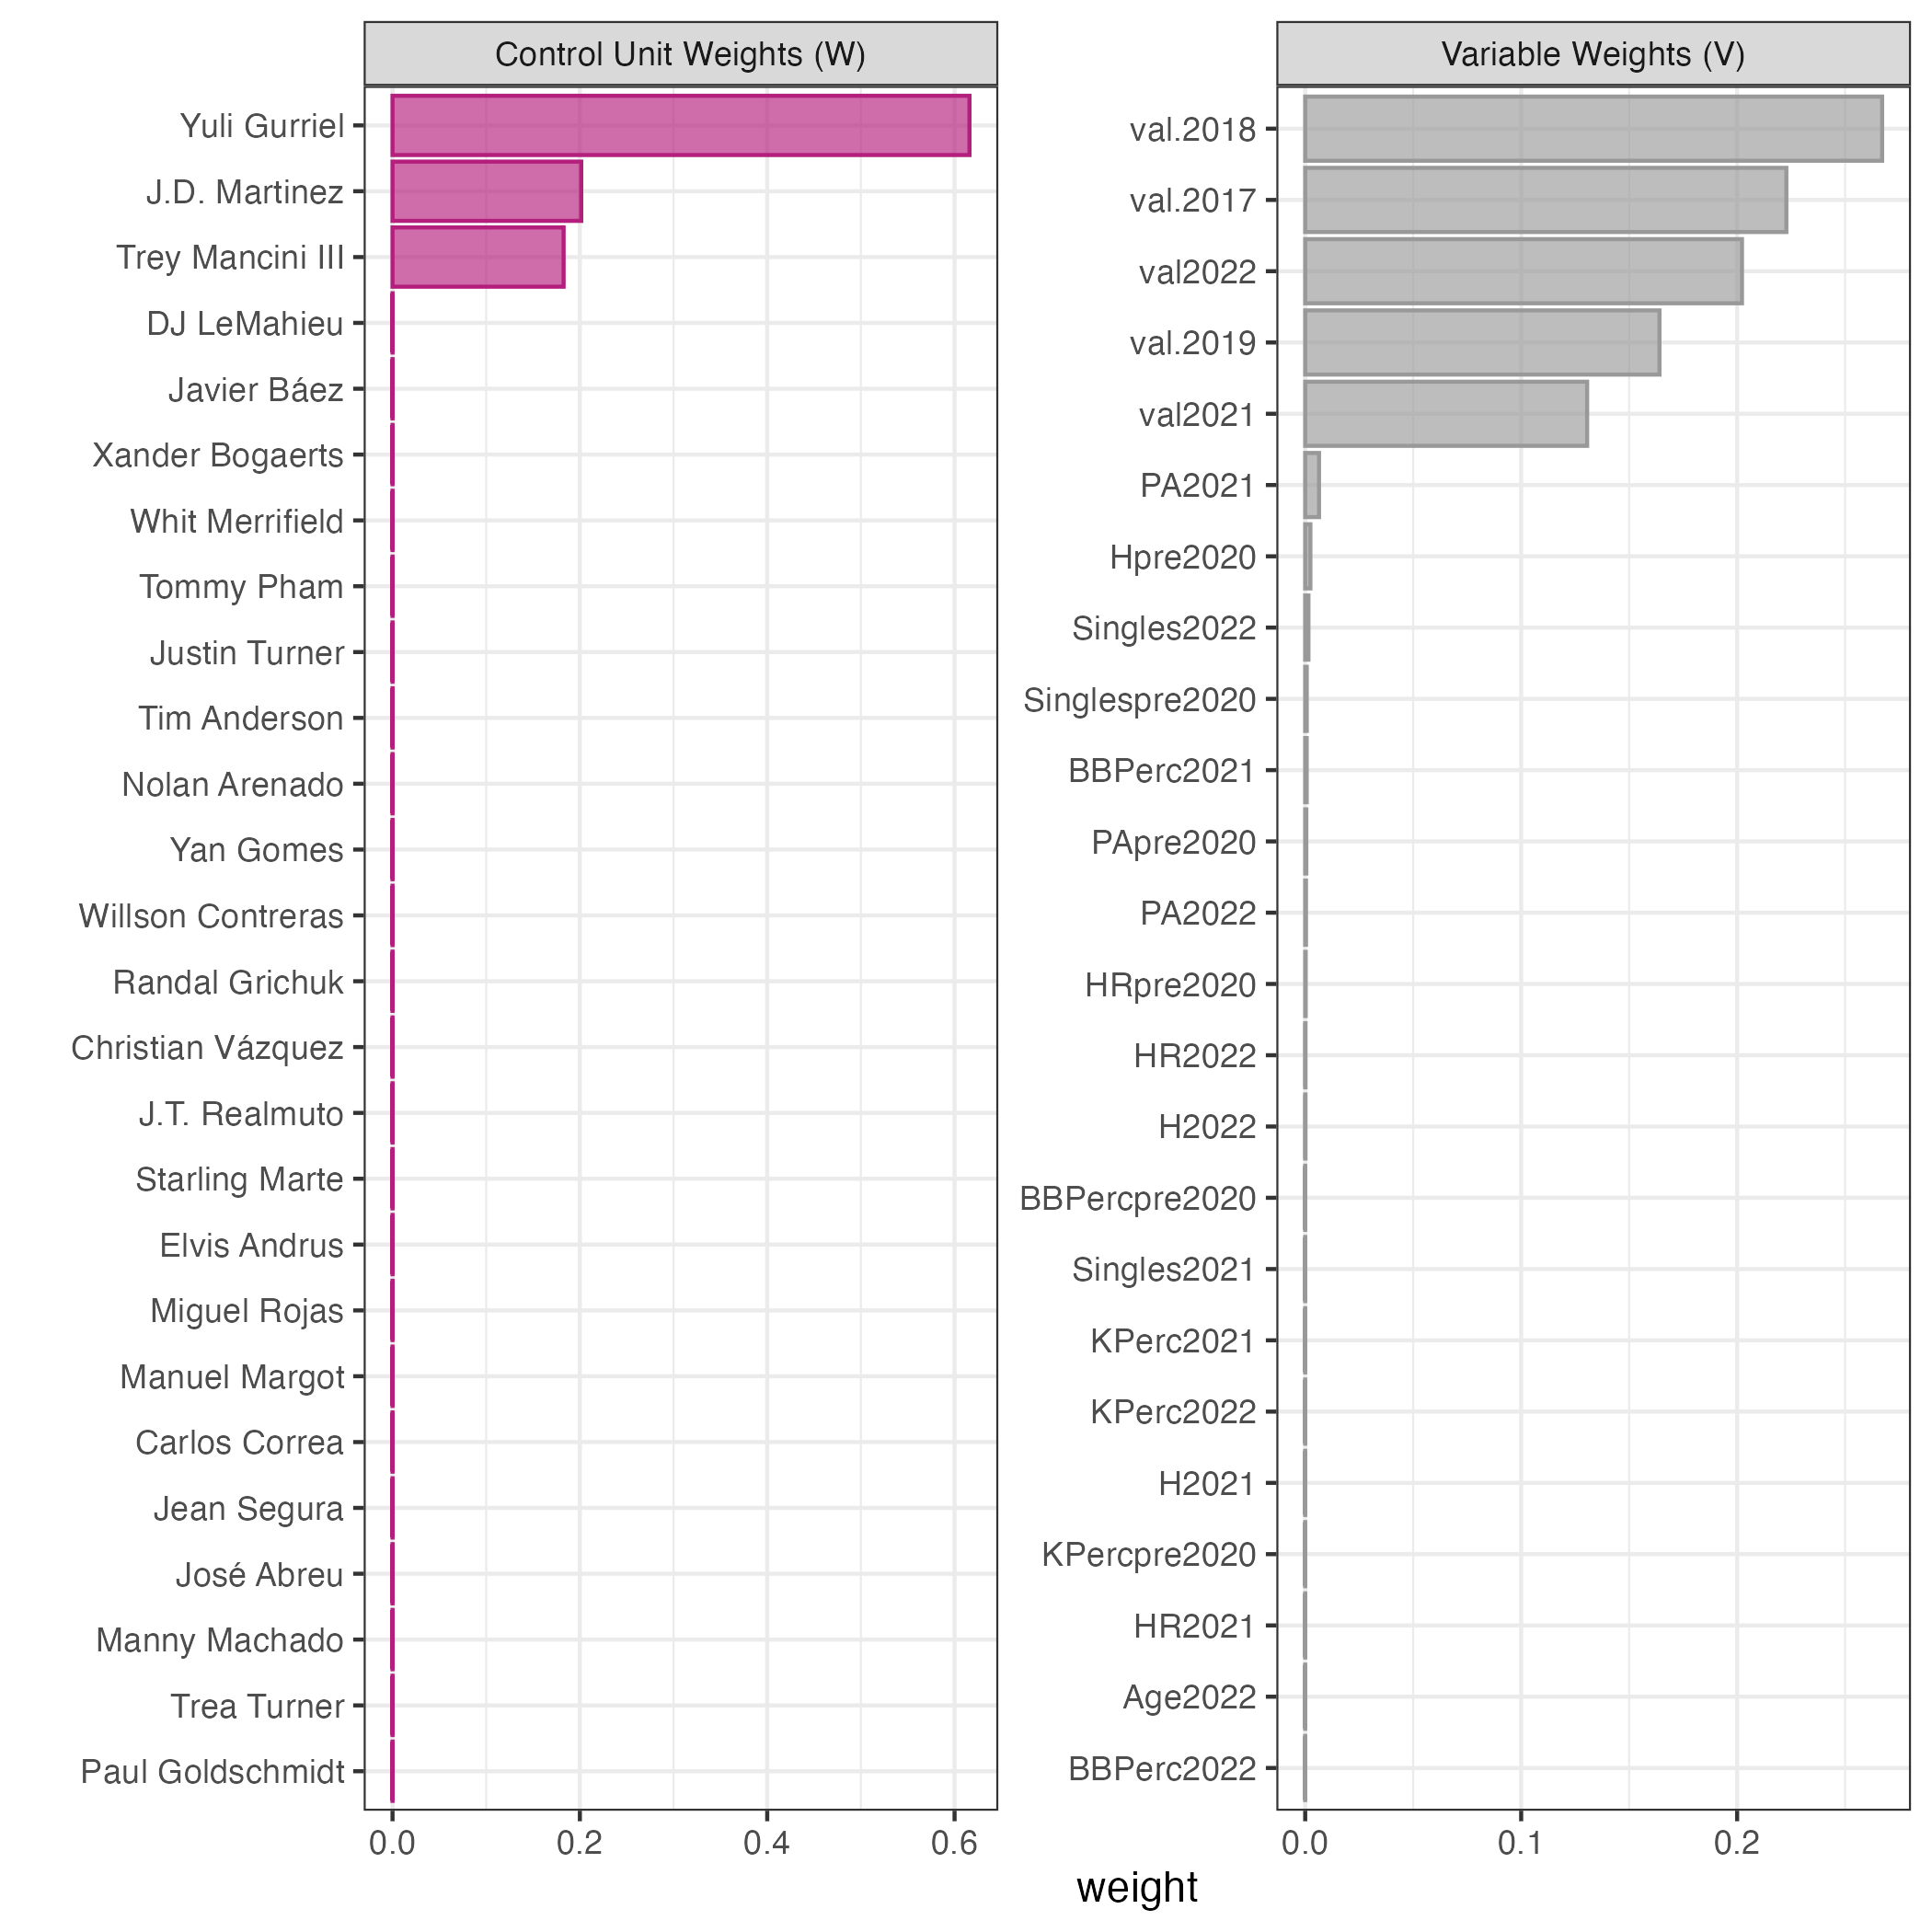 Control Unit Weights (W)
Yuli Gurriel
J.D. Martinez
Trey Mancini III
DJ LeMahieu
Javier Báez
Xander Bogaerts
Whit Merrifield
Tommy Pham
Justin Turner
Tim Anderson
Nolan Arenado
Yan Gomes
Willson Contreras
Randal Grichuk
Christian Vázquez
J.T. Realmuto
Starling Marte
Elvis Andrus
Miguel Rojas
Manuel Margot
Carlos Correa
Jean Segura
José Abreu
Manny Machado
Trea Turner
Paul Goldschmidt
0.0 0.2 0.4 0.6
Variable Weights (V)
val.2018
val.2017
val2022
val.2019
val2021
PA2021
Hpre2020
Singles2022
Singlespre2020
BBPerc2021
PApre2020
PA2022
HRpre2020
HR2022
H2022
BBPercpre2020
Singles2021
KPerc2021
KPerc2022
H2021
KPercpre2020
HR2021
Age2022
BBPerc2022
0.0 0.1 0.2
weight